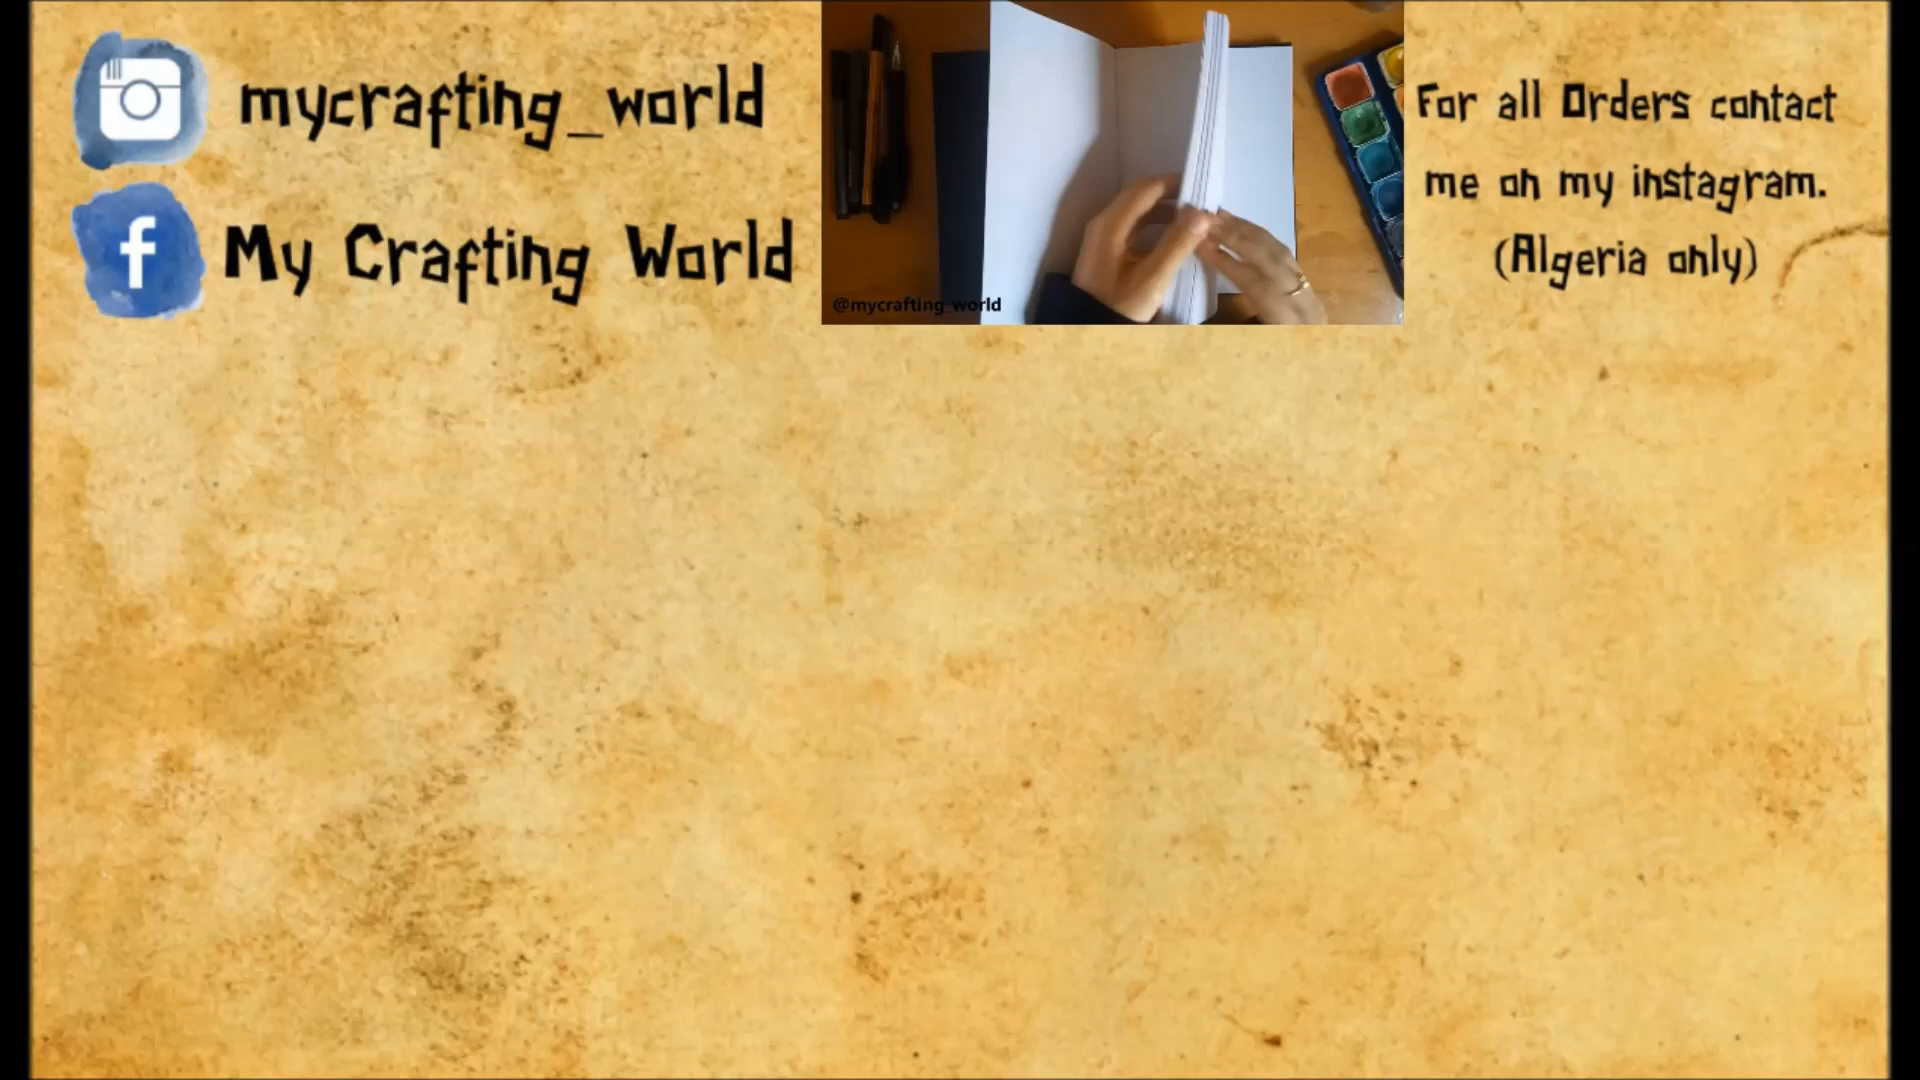 mycrafting_world
My Crafting World
@mycrafting_world
For all Orders contact
me on my instagram.
(Algeria only)